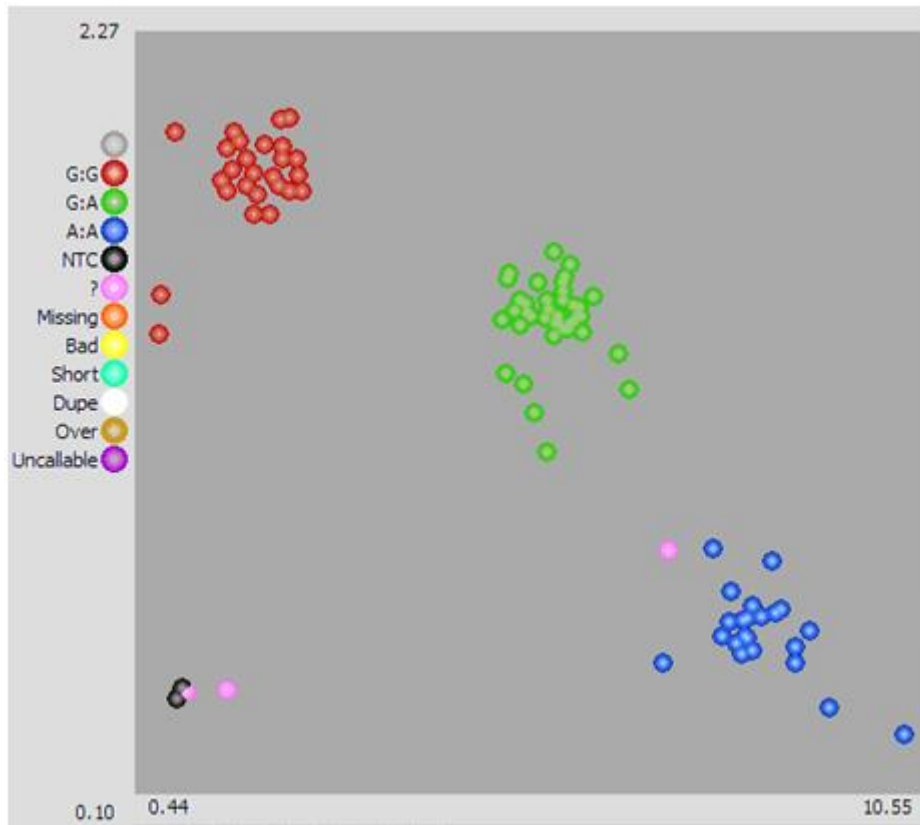 2.27
G:G
G:A
A:A
NTC
?
Missing
Bad
Short
Dupe
Over
Uncallable
0.10
0.44
10.55